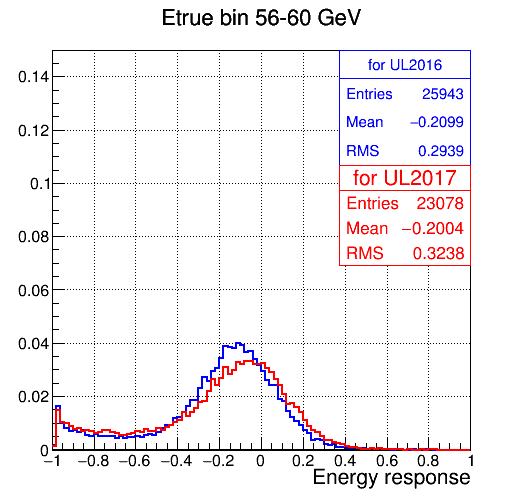 Etrue bin 56-60 GeV
for UL2016
Entries 25943
Mean −0.2099
RMS 0.2939
for UL2017
Entries 23078
Mean −0.2004
RMS 0.3238
0.14
0.12
0.1
0.08
0.06
0.04
0.02
0
−1 −0.8 −0.6 −0.4 −0.2 0 0.2 0.4 0.6 0.8 1
Energy response